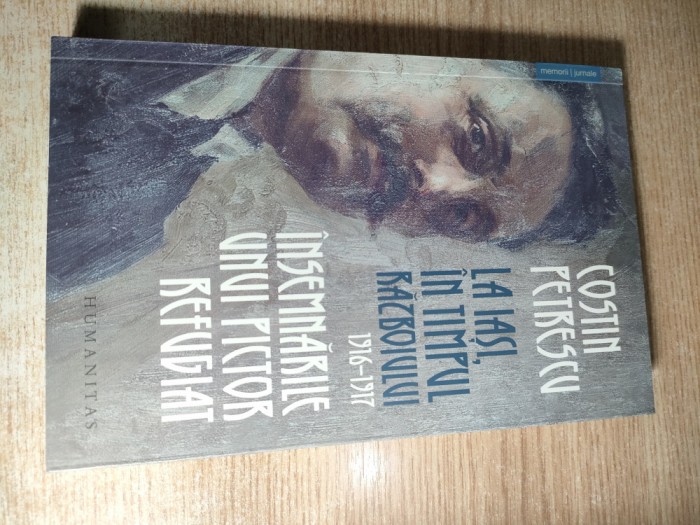 memorii | jurnale
COSTIN
PETRESCU
LA IAȘI,
ÎN TIMPUL
RĂZBOIULUI
1916–1917
ÎNSEMNĂRILE
UNUI PICTOR
REFUGIAT
HUMANITAS